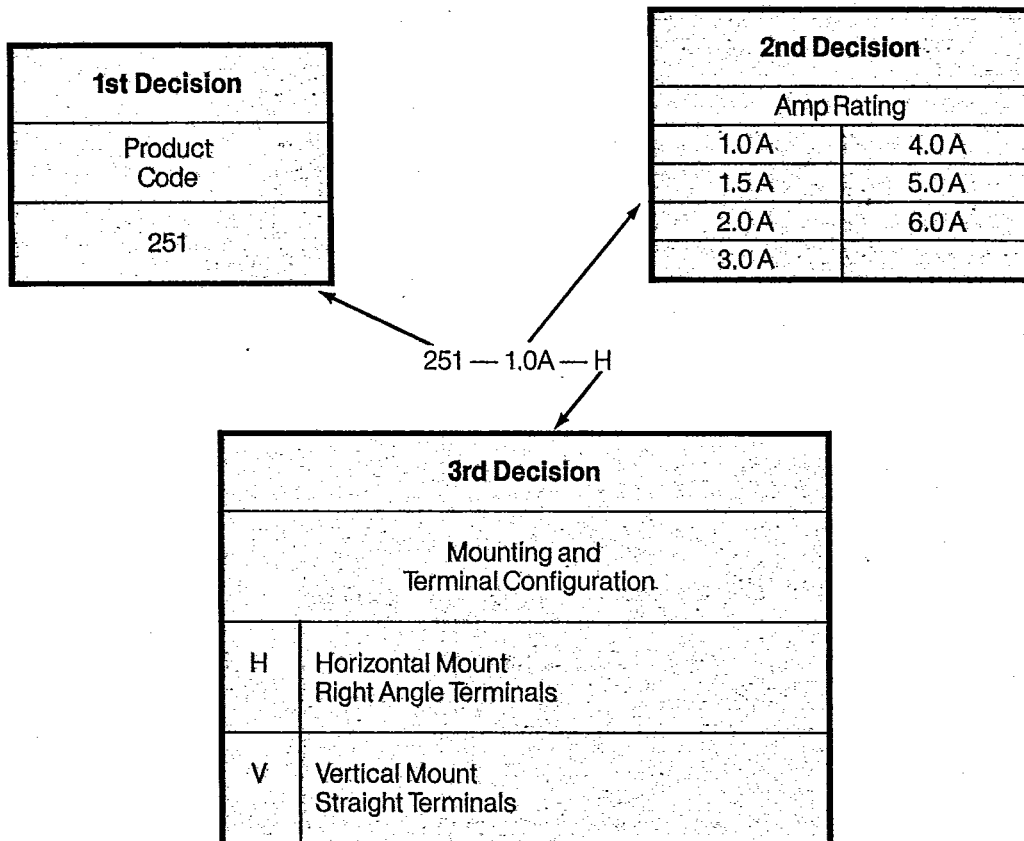 1st Decision
Product
Code
251
2nd Decision
Amp Rating
1.0 A 4.0 A
1.5 A 5.0 A
2.0 A 6.0 A
3.0 A
251 — 1.0A — H
3rd Decision
Mounting and
Terminal Configuration
H Horizontal Mount
Right Angle Terminals
V Vertical Mount
Straight Terminals